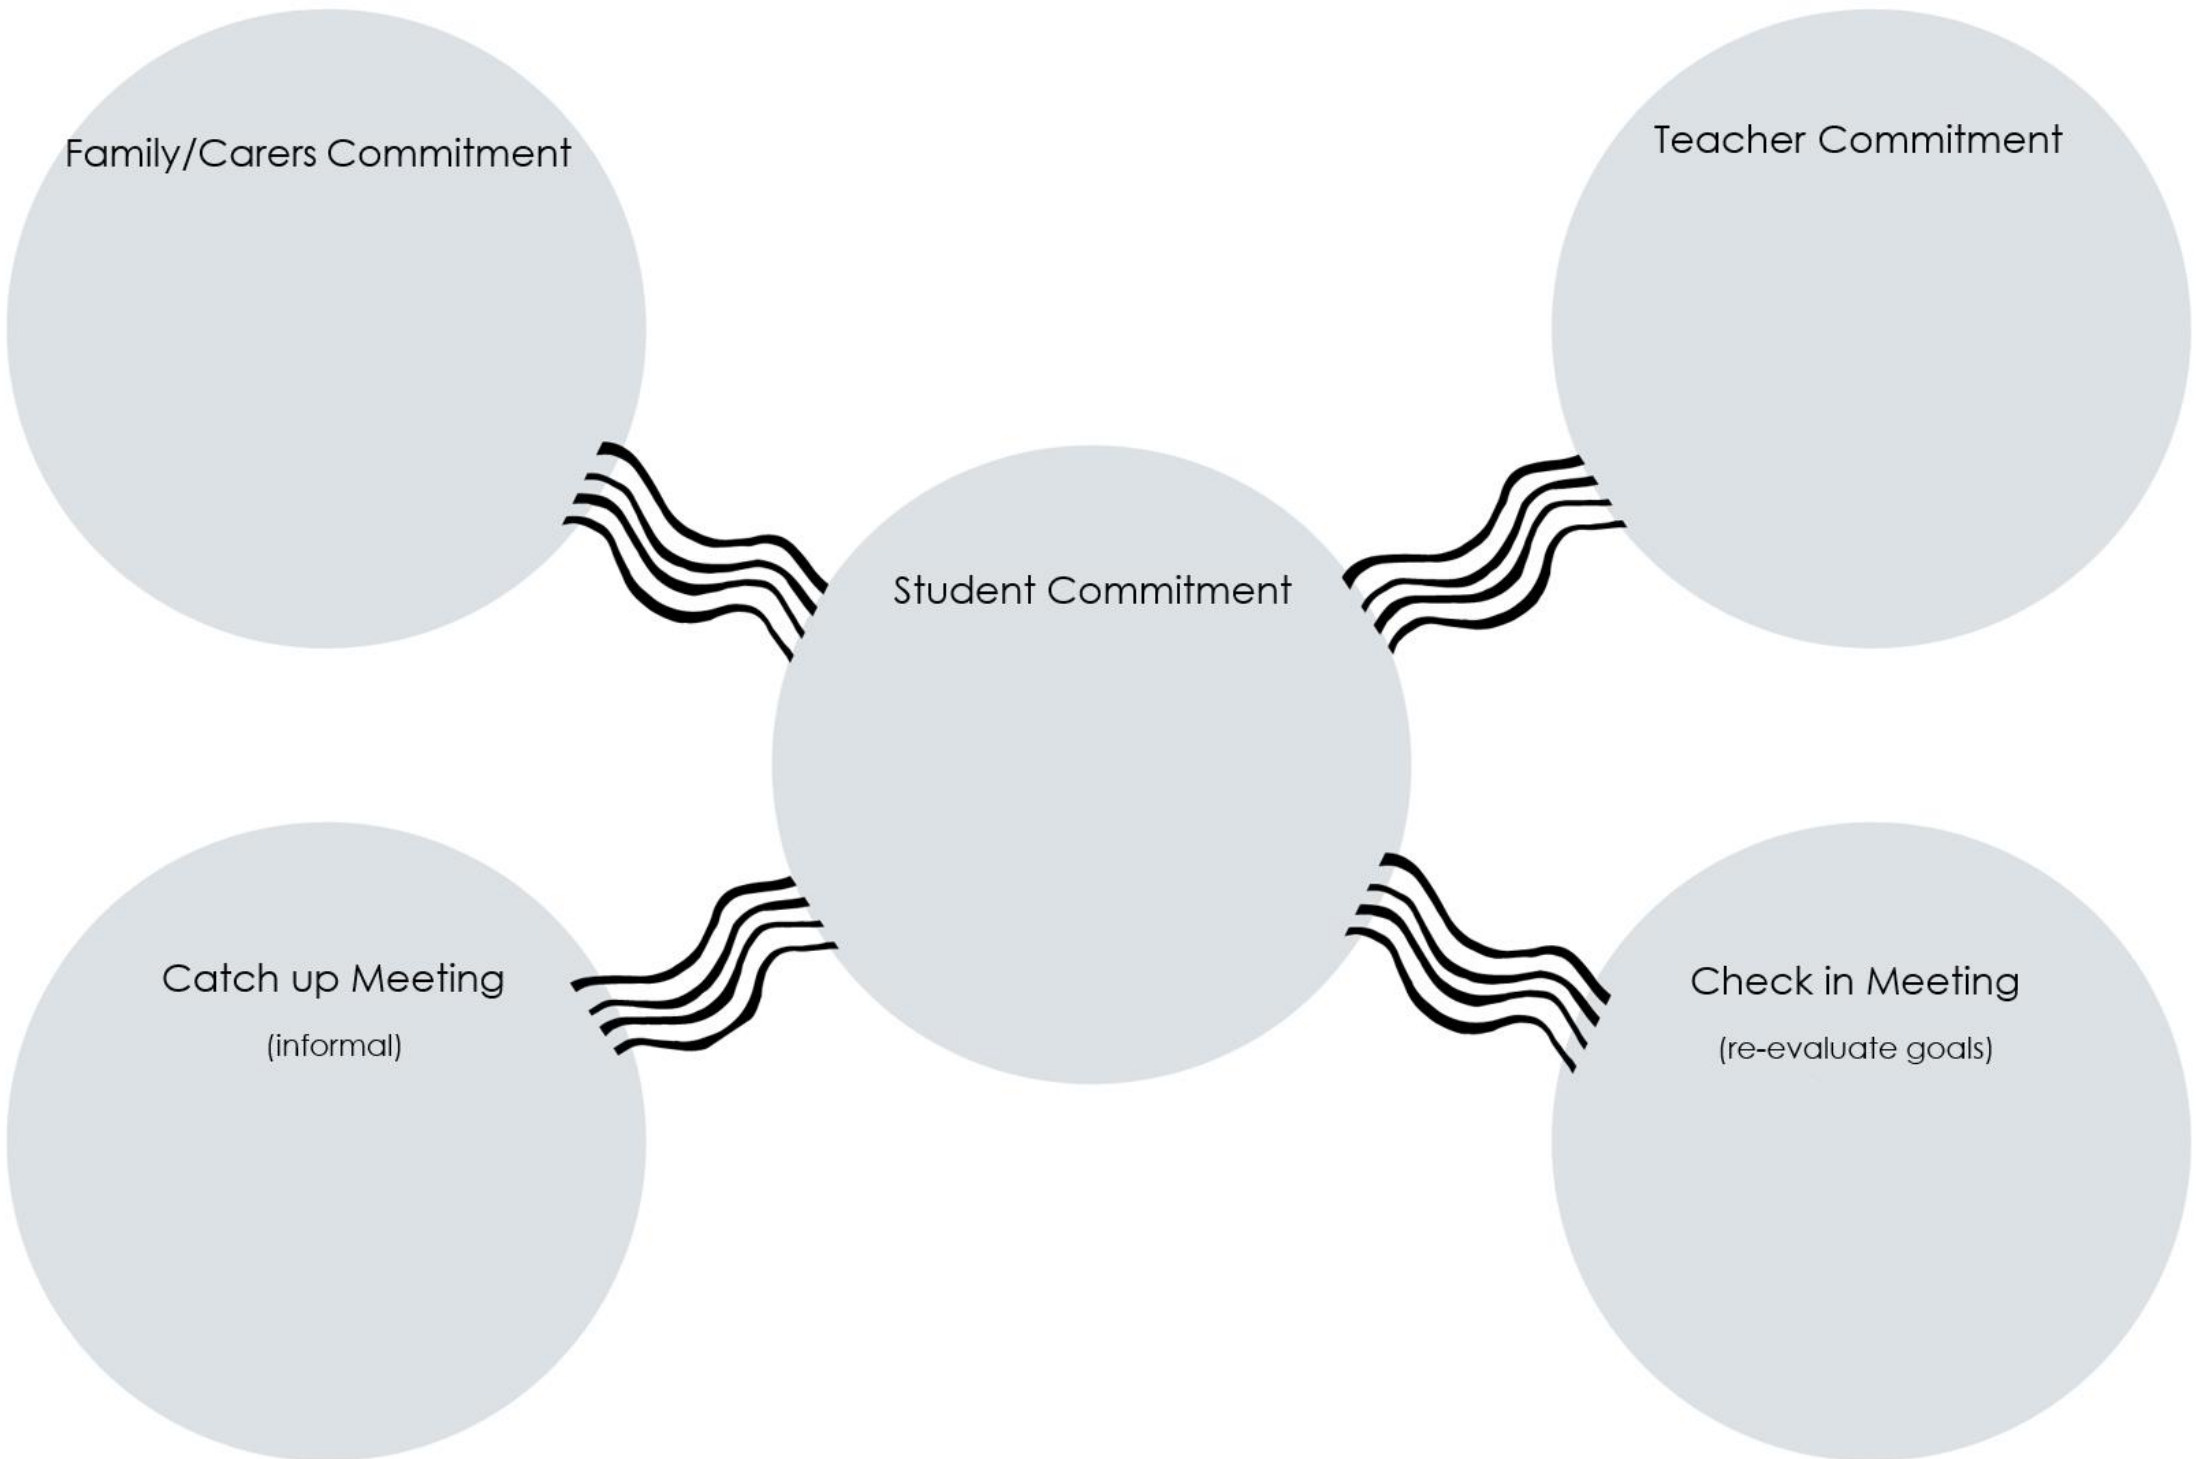 Family/Carers Commitment
Teacher Commitment
Student Commitment
Catch up Meeting
(informal)
Check in Meeting
(re-evaluate goals)